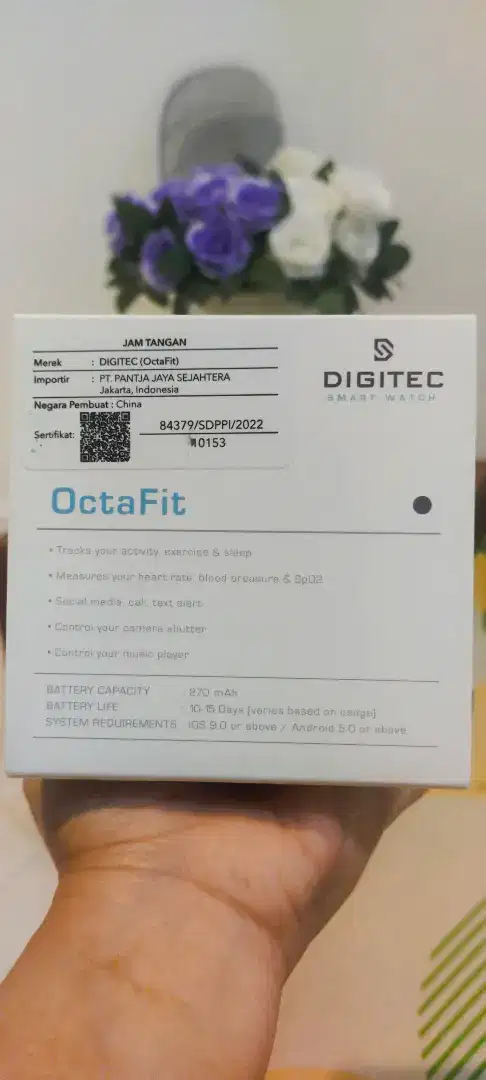 JAM TANGAN
Merek : DIGITEC (OctaFit)
Importir : PT. PANTJA JAYA SEJAHTERA
Jakarta, Indonesia
Negara Pembuat : China
Sertifikat: 84379/SDPPI/2022
10153
DIGITEC
SMART WATCH
OctaFit
• Tracks your activity, exercise & sleep
• Measures your heart rate, blood pressure & SpO2
• Social media, call, text alert
• Control your camera shutter
• Control your music player
BATTERY CAPACITY : 270 mAh
BATTERY LIFE : 10-15 Days (varies based on usage)
SYSTEM REQUIREMENTS : iOS 9.0 or above / Android 5.0 or above